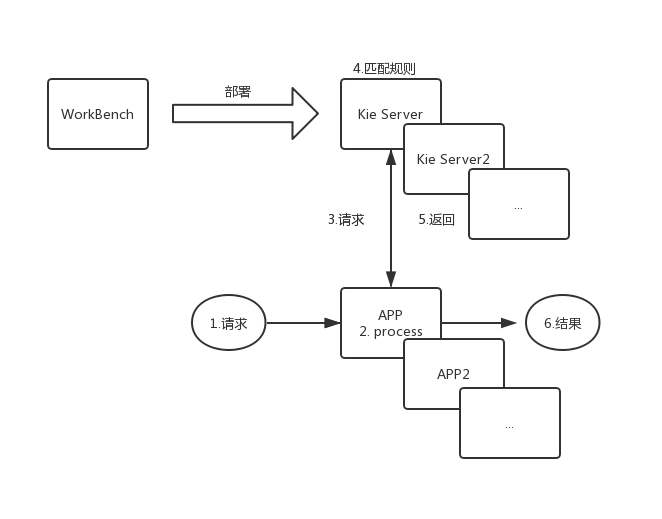 4.匹配规则
部署
WorkBench
Kie Server
Kie Server2
...
3.请求
5.返回
1.请求
APP
2. process
6.结果
APP2
...